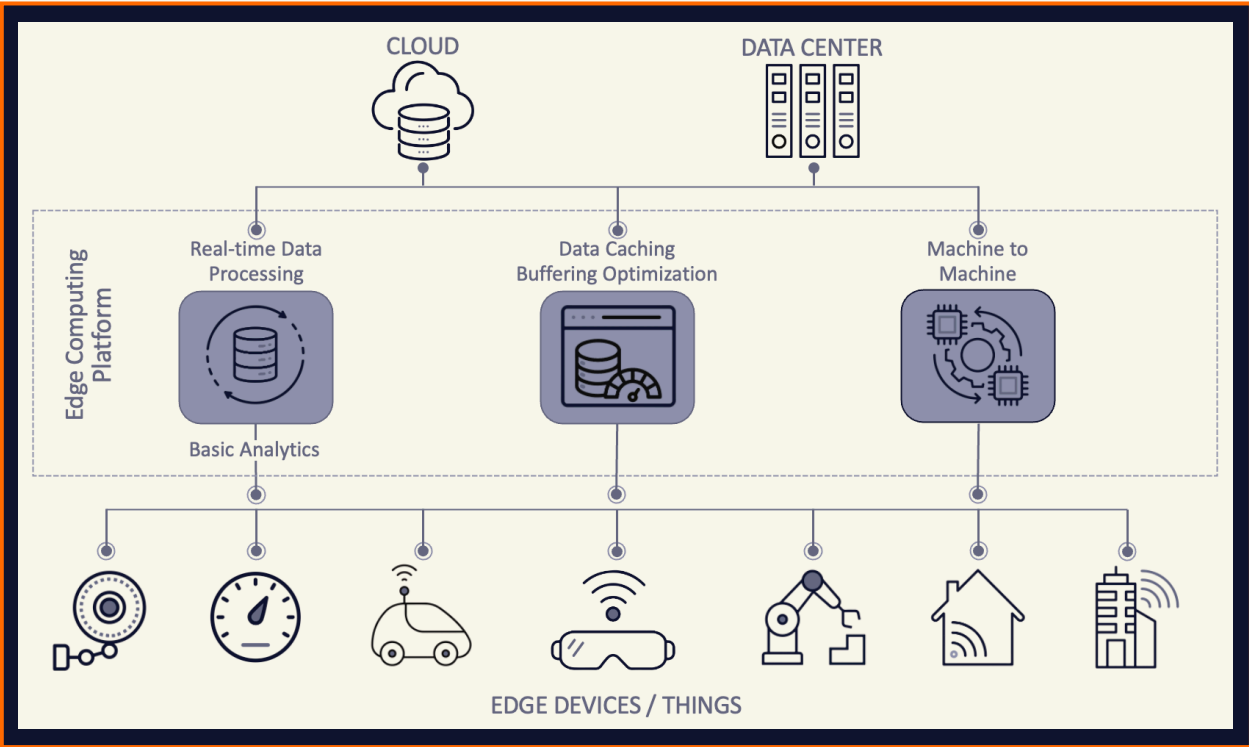 CLOUD
DATA CENTER
Edge Computing
Platform
Real-time Data
Processing
Data Caching
Buffering Optimization
Machine to
Machine
Basic Analytics
EDGE DEVICES / THINGS